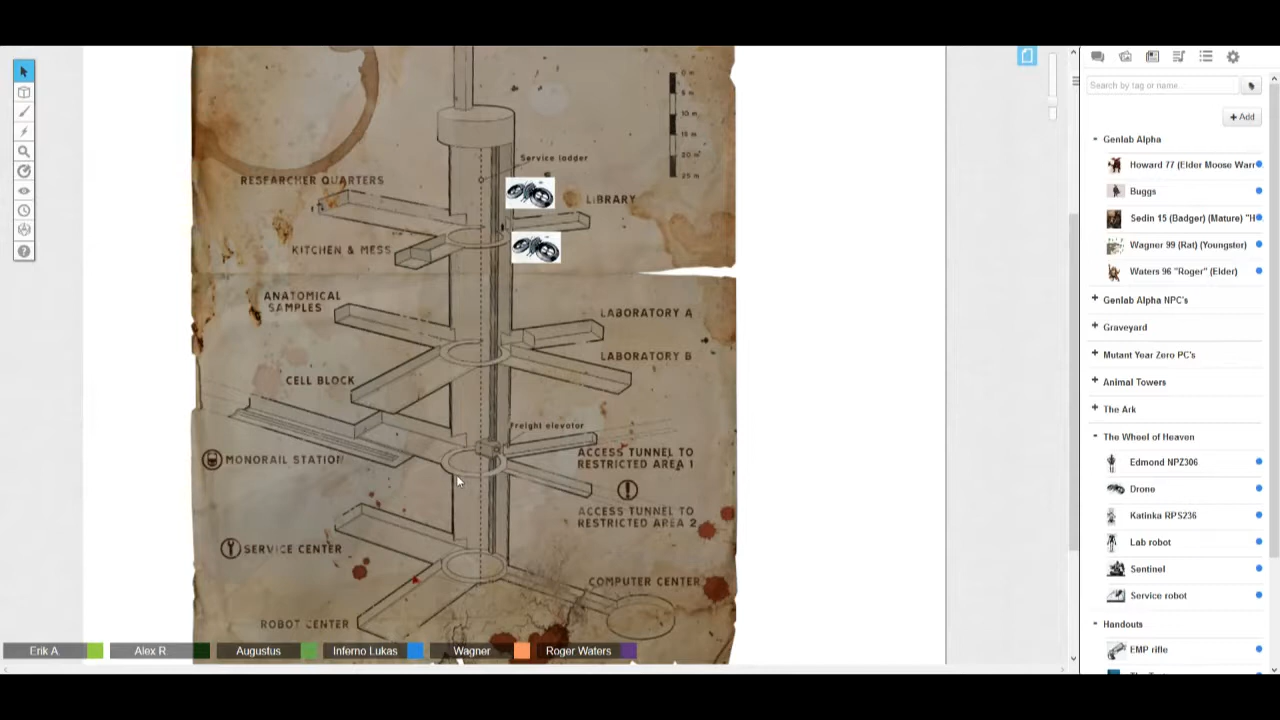 Search by tag or name..
+ Add
Genlab Alpha
Howard 77 (Elder Moose Warr
Buggs
Sedin 15 (Badger) (Mature) "H
Wagner 99 (Rat) (Youngster)
Waters 96 "Roger" (Elder)
Genlab Alpha NPC's
Graveyard
Mutant Year Zero PC's
Animal Towers
The Ark
The Wheel of Heaven
Edmond NPZ306
Drone
Katinka RPS236
Lab robot
Sentinel
Service robot
Handouts
EMP rifle
0 m
5 m
10 m
15 m
20 m
25 m
Service ladder
RESEARCHER QUARTERS
LIBRARY
KITCHEN & MESS
ANATOMICAL
SAMPLES
LABORATORY A
LABORATORY B
CELL BLOCK
Freight elevator
MONORAIL STATION
ACCESS TUNNEL TO
RESTRICTED AREA 1
ACCESS TUNNEL TO
RESTRICTED AREA 2
SERVICE CENTER
COMPUTER CENTER
ROBOT CENTER
Erik A
Alex R
Augustus
Inferno Lukas
Wagner
Roger Waters